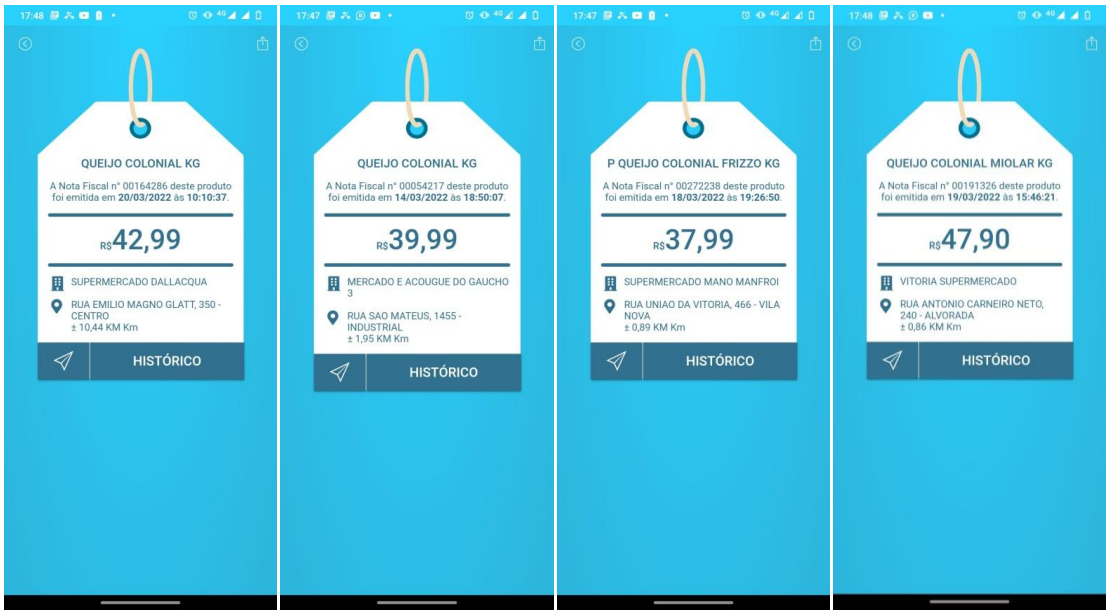 17:48
4G
QUEIJO COLONIAL KG
A Nota Fiscal n° 00164286 deste produto
foi emitida em 20/03/2022 às 10:10:37.
R$42,99
SUPERMERCADO DALLACQUA
RUA EMILIO MAGNO GLATT, 350 -
CENTRO
± 10,44 KM Km
HISTÓRICO
17:47
4G
QUEIJO COLONIAL KG
A Nota Fiscal n° 00054217 deste produto
foi emitida em 14/03/2022 às 18:50:07.
R$39,99
MERCADO E ACOUGUE DO GAUCHO
3
RUA SAO MATEUS, 1455 -
INDUSTRIAL
± 1,95 KM Km
HISTÓRICO
17:47
4G
P QUEIJO COLONIAL FRIZZO KG
A Nota Fiscal n° 00272238 deste produto
foi emitida em 18/03/2022 às 19:26:50.
R$37,99
SUPERMERCADO MANO MANFROI
RUA UNIAO DA VITORIA, 466 - VILA
NOVA
± 0,89 KM Km
HISTÓRICO
17:48
4G
QUEIJO COLONIAL MIOLAR KG
A Nota Fiscal n° 00191326 deste produto
foi emitida em 19/03/2022 às 15:46:21.
R$47,90
VITORIA SUPERMERCADO
RUA ANTONIO CARNEIRO NETO,
240 - ALVORADA
± 0,86 KM Km
HISTÓRICO